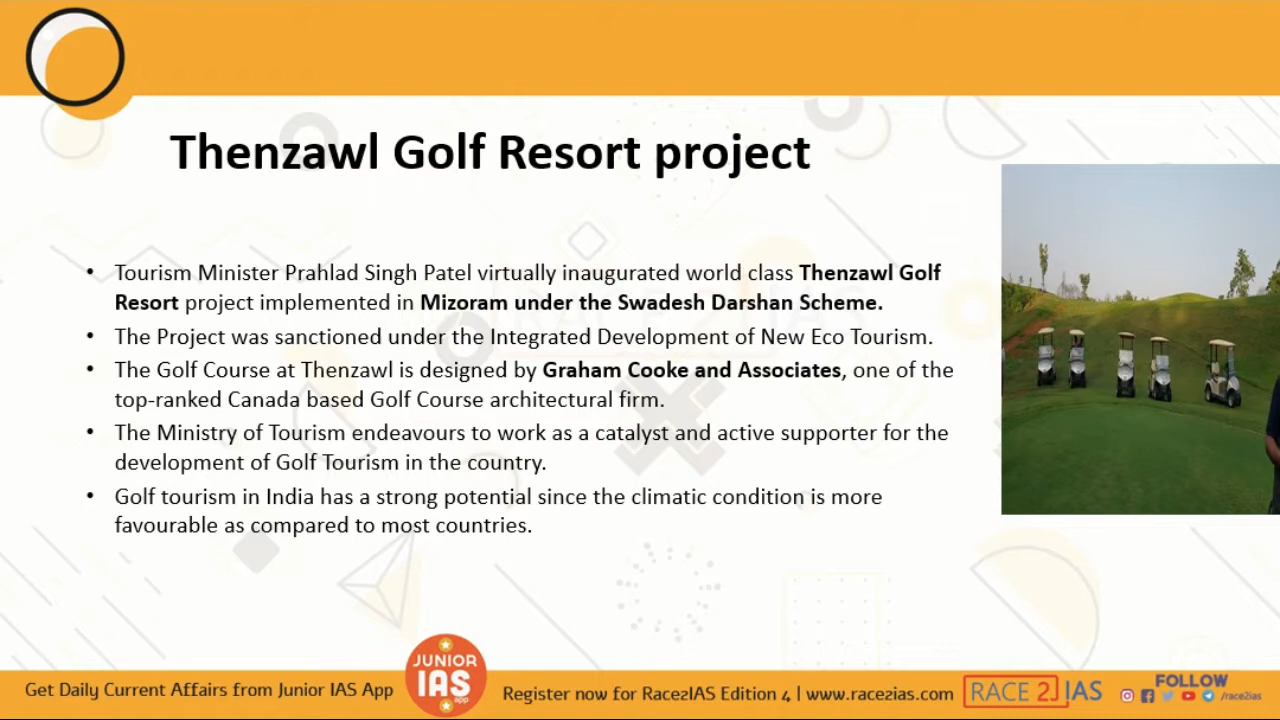 Thenzawl Golf Resort project
• Tourism Minister Prahlad Singh Patel virtually inaugurated world class Thenzawl Golf
Resort project implemented in Mizoram under the Swadesh Darshan Scheme.
• The Project was sanctioned under the Integrated Development of New Eco Tourism.
• The Golf Course at Thenzawl is designed by Graham Cooke and Associates, one of the
top-ranked Canada based Golf Course architectural firm.
• The Ministry of Tourism endeavours to work as a catalyst and active supporter for the
development of Golf Tourism in the country.
• Golf tourism in India has a strong potential since the climatic condition is more
favourable as compared to most countries.
Get Daily Current Affairs from Junior IAS App
JUNIOR
IAS
app
Register now for Race2IAS Edition 4 | www.race2ias.com
RACE 2 IAS
FOLLOW
/race2ias